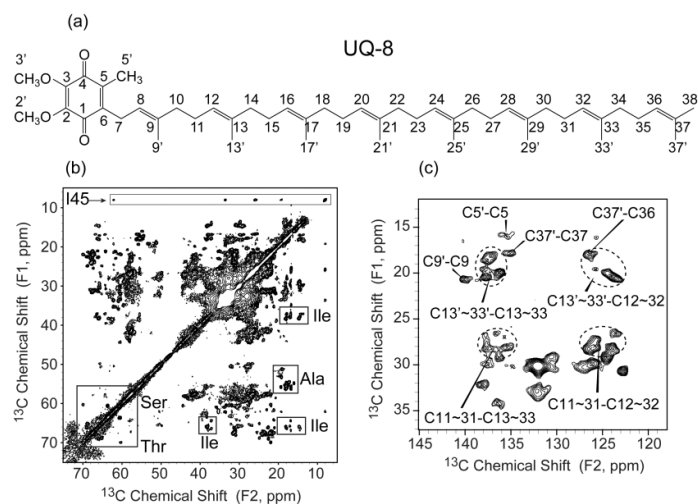 (a)
UQ-8
O
3' 5'
CH₃O 3 4 5 CH₃ 8 10 12 14 16 18 20 22 24 26 28 30 32 34 36 38
CH₃O 2 1 6 7 9 11 13 15 17 19 21 23 25 27 29 31 33 35 37
2' O 9' 13' 17' 21' 25' 29' 33' 37'
(b)
I45
10
20
30
40
50
60
70
¹³C Chemical Shift (F1, ppm)
Ile
Ala
Ser
Thr
Ile
Ile
70 60 50 40 30 20 10
¹³C Chemical Shift (F2, ppm)
(c)
15
20
25
30
35
¹³C Chemical Shift (F1, ppm)
C5'-C5
C37'-C36
C37'-C37
C9'-C9
C13'~33'-C12~32
C13'~33'-C13~33
C11~31-C13~33
C11~31-C12~32
145 140 135 130 125 120
¹³C Chemical Shift (F2, ppm)